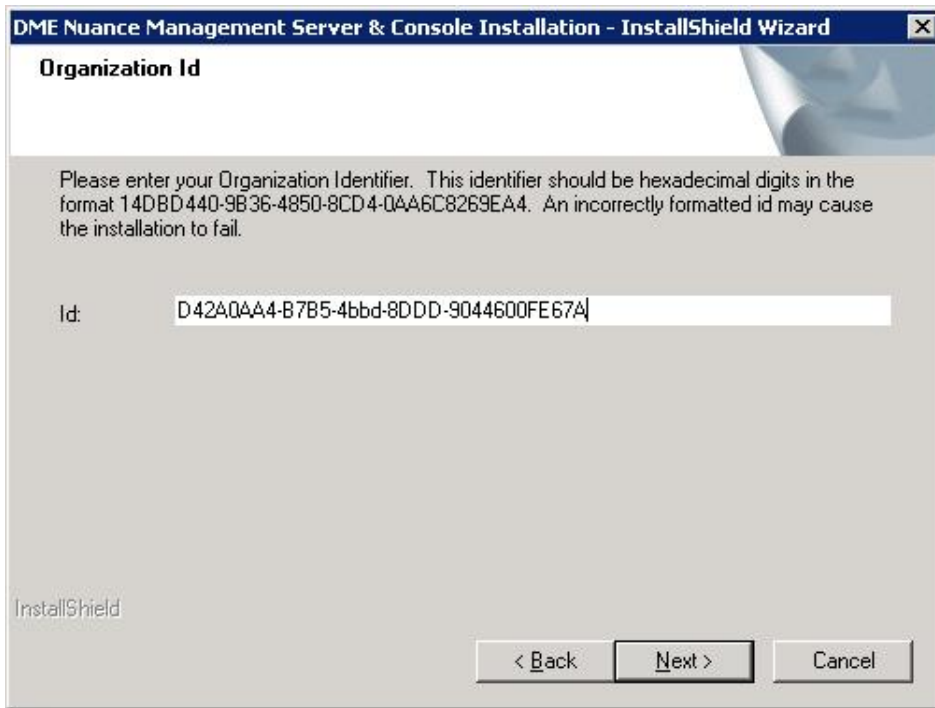 DME Nuance Management Server & Console Installation - InstallShield Wizard
Organization Id
Please enter your Organization Identifier. This identifier should be hexadecimal digits in the
format 14DBD440-9B36-4850-8CD4-0AA6C8269EA4. An incorrectly formatted id may cause
the installation to fail.
Id: D42A0AA4-B7B5-4bbd-8DDD-9044600FE67A
InstallShield
< Back Next > Cancel